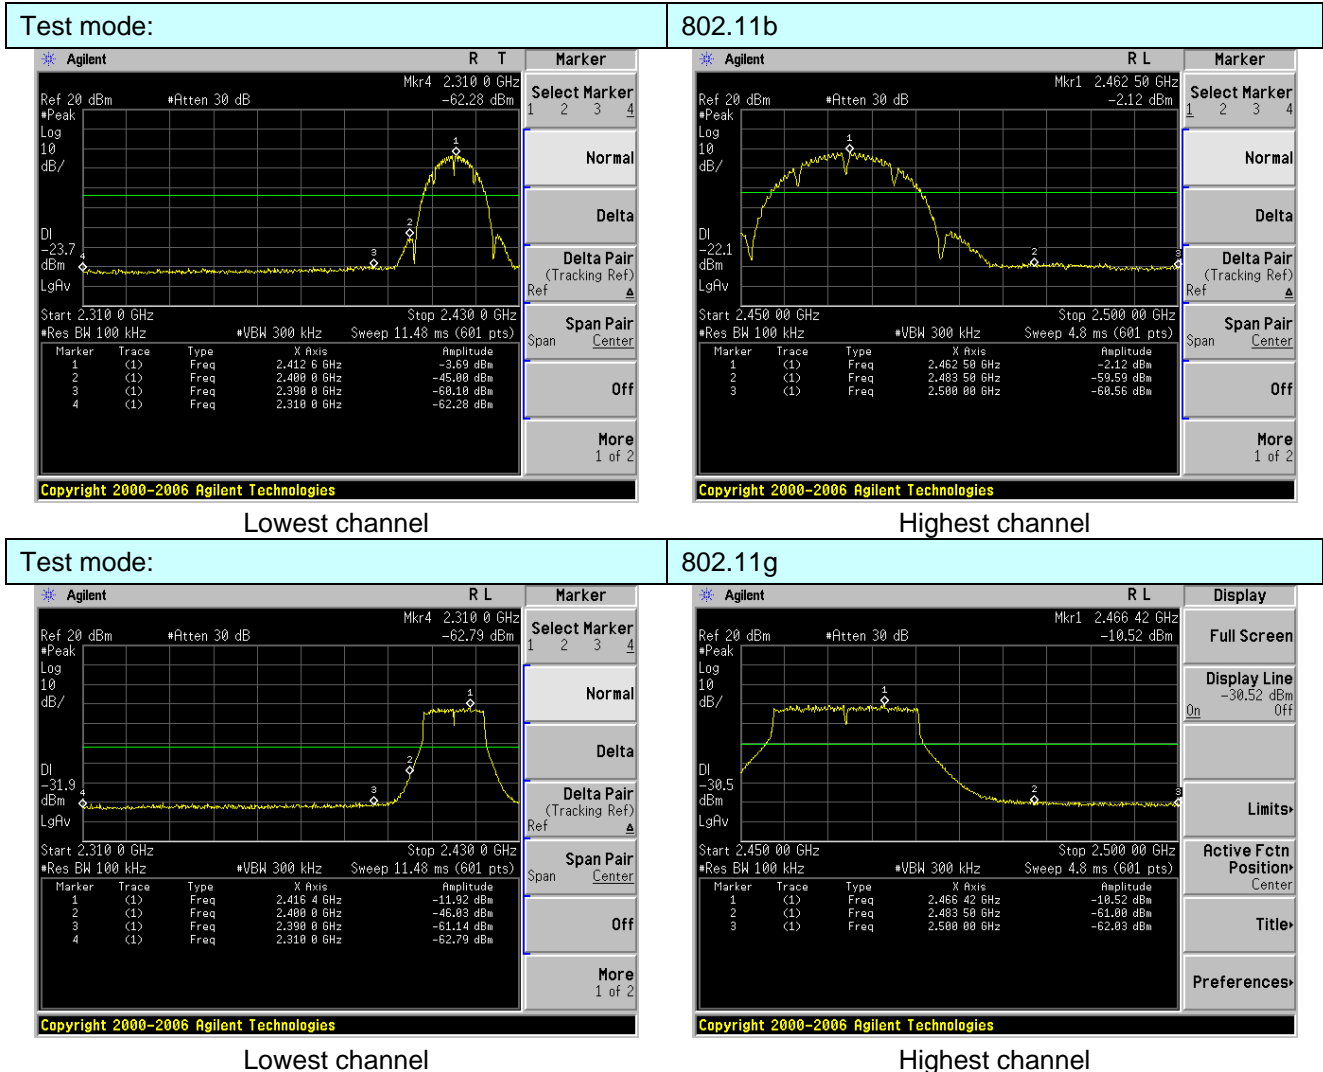 Test mode:
802.11b
Agilent R T Marker
Mkr4 2.310 0 GHz
Ref 20 dBm #Atten 30 dB -62.28 dBm
#Peak
Log
10
dB/
DI
-23.7
dBm
LgAv
1
2
3
4
Start 2.310 0 GHz Stop 2.430 0 GHz
#Res BW 100 kHz #VBW 300 kHz Sweep 11.48 ms (601 pts)
Marker Trace Type X Axis Amplitude
1 (1) Freq 2.412 6 GHz -3.69 dBm
2 (1) Freq 2.400 0 GHz -45.00 dBm
3 (1) Freq 2.390 0 GHz -60.10 dBm
4 (1) Freq 2.310 0 GHz -62.28 dBm
Copyright 2000-2006 Agilent Technologies
Select Marker
1 2 3 4
Normal
Delta
Delta Pair
(Tracking Ref)
Ref Δ
Span Pair
Span Center
Off
More
1 of 2
Lowest channel
Agilent R L Marker
Mkr1 2.462 50 GHz
Ref 20 dBm #Atten 30 dB -2.12 dBm
#Peak
Log
10
dB/
DI
-22.1
dBm
LgAv
1
2
3
Start 2.450 00 GHz Stop 2.500 00 GHz
#Res BW 100 kHz #VBW 300 kHz Sweep 4.8 ms (601 pts)
Marker Trace Type X Axis Amplitude
1 (1) Freq 2.462 50 GHz -2.12 dBm
2 (1) Freq 2.483 50 GHz -59.59 dBm
3 (1) Freq 2.500 00 GHz -60.56 dBm
Copyright 2000-2006 Agilent Technologies
Select Marker
1 2 3 4
Normal
Delta
Delta Pair
(Tracking Ref)
Ref Δ
Span Pair
Span Center
Off
More
1 of 2
Highest channel
Test mode:
802.11g
Agilent R L Marker
Mkr4 2.310 0 GHz
Ref 20 dBm #Atten 30 dB -62.79 dBm
#Peak
Log
10
dB/
DI
-31.9
dBm
LgAv
1
2
3
4
Start 2.310 0 GHz Stop 2.430 0 GHz
#Res BW 100 kHz #VBW 300 kHz Sweep 11.48 ms (601 pts)
Marker Trace Type X Axis Amplitude
1 (1) Freq 2.416 4 GHz -11.92 dBm
2 (1) Freq 2.400 0 GHz -46.03 dBm
3 (1) Freq 2.390 0 GHz -61.14 dBm
4 (1) Freq 2.310 0 GHz -62.79 dBm
Copyright 2000-2006 Agilent Technologies
Select Marker
1 2 3 4
Normal
Delta
Delta Pair
(Tracking Ref)
Ref Δ
Span Pair
Span Center
Off
More
1 of 2
Lowest channel
Agilent R L Display
Mkr1 2.466 42 GHz
Ref 20 dBm #Atten 30 dB -10.52 dBm
#Peak
Log
10
dB/
DI
-30.5
dBm
LgAv
1
2
3
Start 2.450 00 GHz Stop 2.500 00 GHz
#Res BW 100 kHz #VBW 300 kHz Sweep 4.8 ms (601 pts)
Marker Trace Type X Axis Amplitude
1 (1) Freq 2.466 42 GHz -10.52 dBm
2 (1) Freq 2.483 50 GHz -61.00 dBm
3 (1) Freq 2.500 00 GHz -62.03 dBm
Copyright 2000-2006 Agilent Technologies
Full Screen
Display Line
-30.52 dBm
On Off
Limits
Active Fctn
Position
Center
Title
Preferences
Highest channel